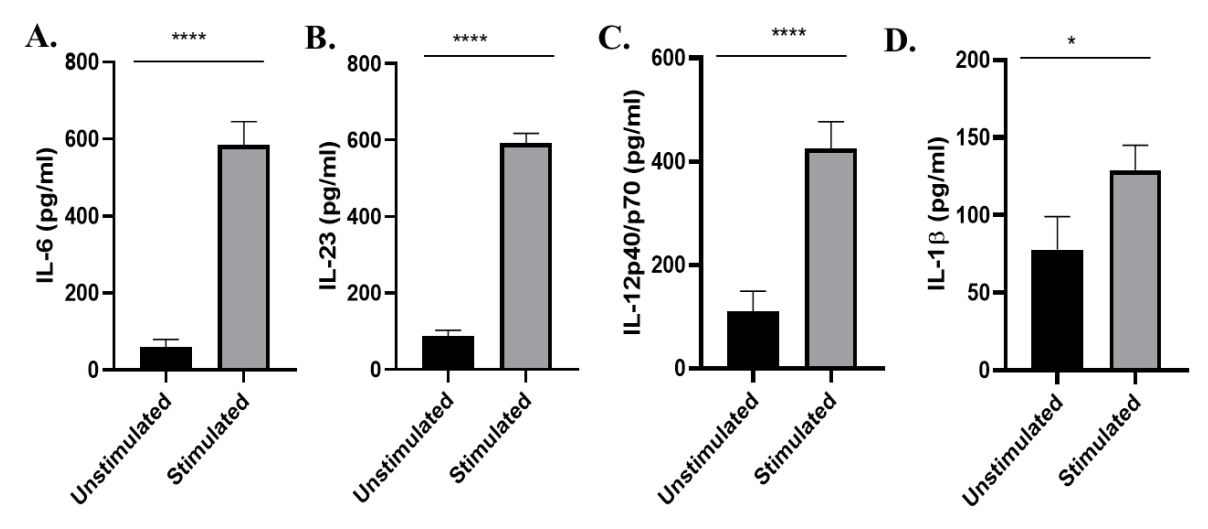 A.
****
IL-6 (pg/ml)
800
600
400
200
0
Unstimulated
Stimulated
B.
****
IL-23 (pg/ml)
800
600
400
200
0
Unstimulated
Stimulated
C.
****
IL-12p40/p70 (pg/ml)
600
400
200
0
Unstimulated
Stimulated
D.
*
IL-1β (pg/ml)
200
150
100
50
0
Unstimulated
Stimulated